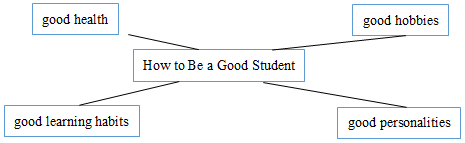 good health
good hobbies
How to Be a Good Student
good learning habits
good personalities